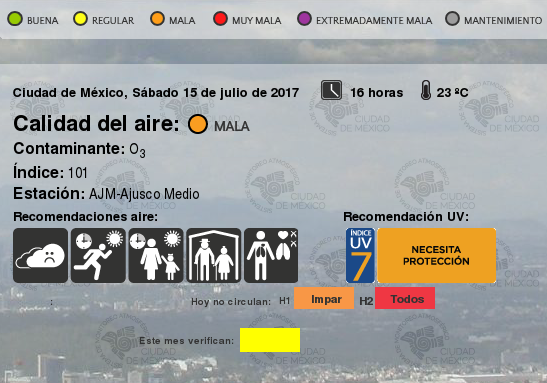 BUENA REGULAR MALA MUY MALA EXTREMADAMENTE MALA MANTENIMIENTO
Ciudad de México, Sábado 15 de julio de 2017 16 horas 23 ºC
Calidad del aire: MALA
Contaminante: O3
Índice: 101
Estación: AJM-Ajusco Medio
Recomendaciones aire: Recomendación UV:
ÍNDICE UV 7 NECESITA PROTECCIÓN
: Hoy no circulan: H1 Impar H2 Todos
Este mes verifican:
CIUDAD DE MÉXICO